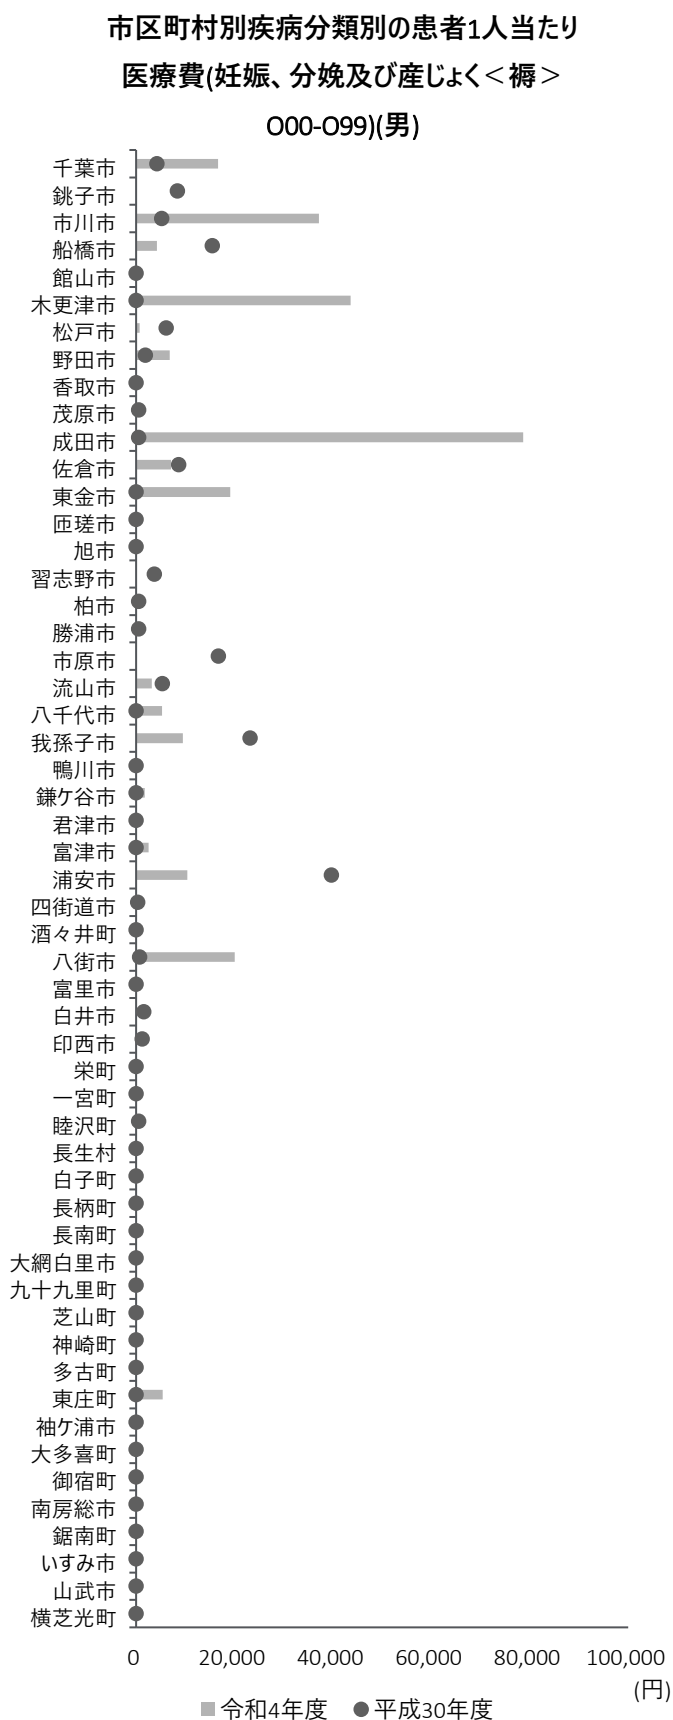 市区町村別疾病分類別の患者1人当たり
医療費(妊娠、分娩及び産じょく＜褥＞
O00-O99)(男)
千葉市
銚子市
市川市
船橋市
館山市
木更津市
松戸市
野田市
香取市
茂原市
成田市
佐倉市
東金市
匝瑳市
旭市
習志野市
柏市
勝浦市
市原市
流山市
八千代市
我孫子市
鴨川市
鎌ケ谷市
君津市
富津市
浦安市
四街道市
酒々井町
八街市
富里市
白井市
印西市
栄町
一宮町
睦沢町
長生村
白子町
長柄町
長南町
大網白里市
九十九里町
芝山町
神崎町
多古町
東庄町
袖ケ浦市
大多喜町
御宿町
南房総市
鋸南町
いすみ市
山武市
横芝光町
0 20,000 40,000 60,000 80,000 100,000
(円)
令和4年度 平成30年度